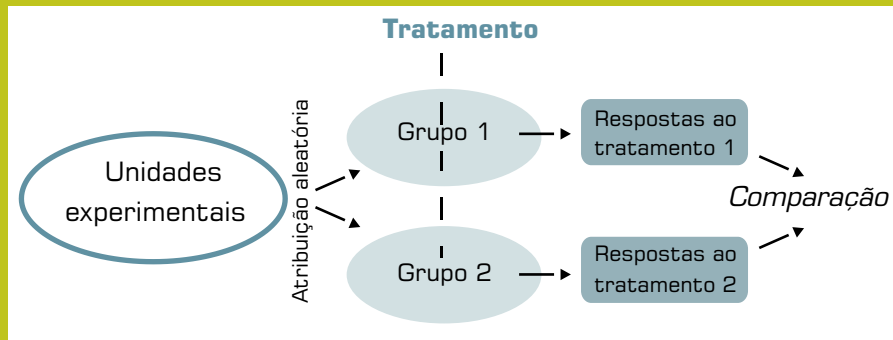 Tratamento
Unidades
experimentais
Atribuição aleatória
Grupo 1
Respostas ao
tratamento 1
Grupo 2
Respostas ao
tratamento 2
Comparação